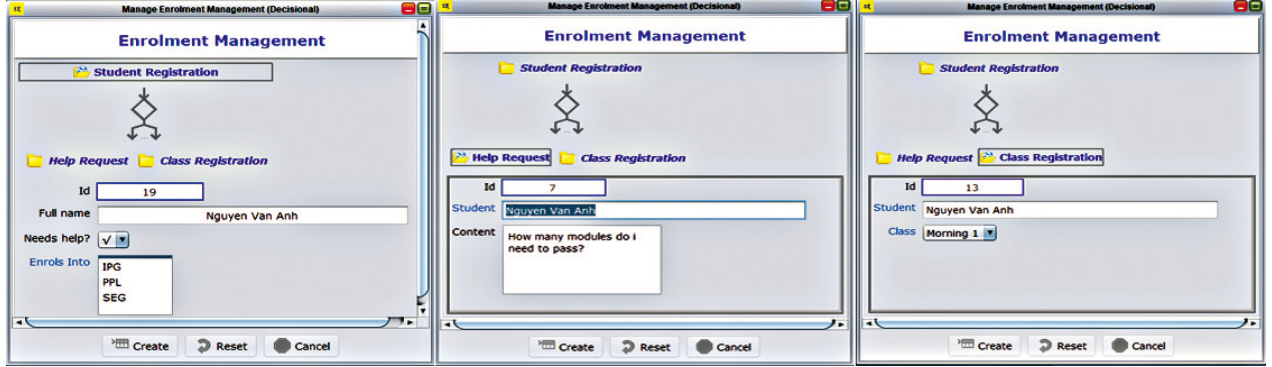 Manage Enrolment Management (Decisional)
Enrolment Management
Student Registration
...
Help Request Class Registration
Id 19
Full name Nguyen Van Anh
Needs help? √
Enrols Into IPG
PPL
SEG
Create Reset Cancel
Manage Enrolment Management (Decisional)
Enrolment Management
Student Registration
...
Help Request Class Registration
Id 7
Student Nguyen Van Anh
Content How many modules do i
need to pass?
Create Reset Cancel
Manage Enrolment Management (Decisional)
Enrolment Management
Student Registration
...
Help Request Class Registration
Id 13
Student Nguyen Van Anh
Class Morning 1
Create Reset Cancel